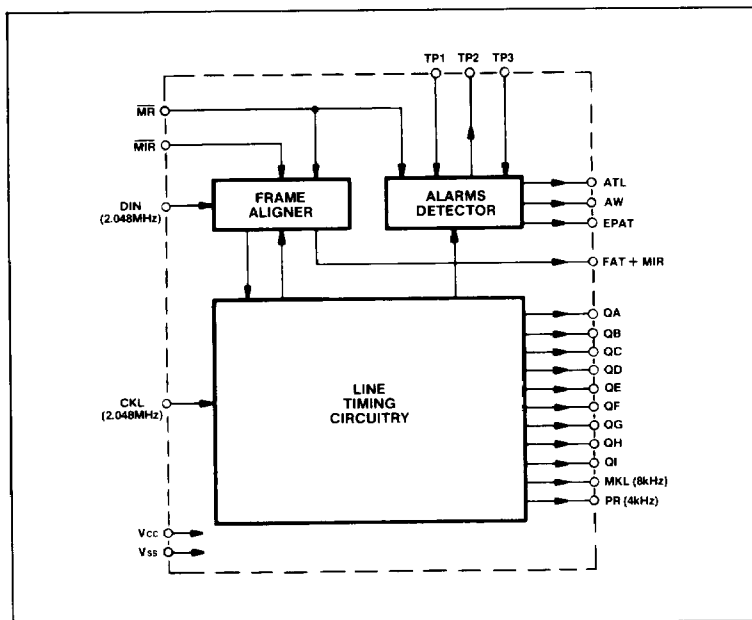 TP1 TP2 TP3
MR
MIR
DIN
(2.048MHz)
FRAME
ALIGNER
ALARMS
DETECTOR
ATL
AW
EPAT
FAT + MIR
CKL
(2.048MHz)
LINE
TIMING
CIRCUITRY
QA
QB
QC
QD
QE
QF
QG
QH
QI
MKL (8kHz)
PR (4kHz)
Vcc
Vss